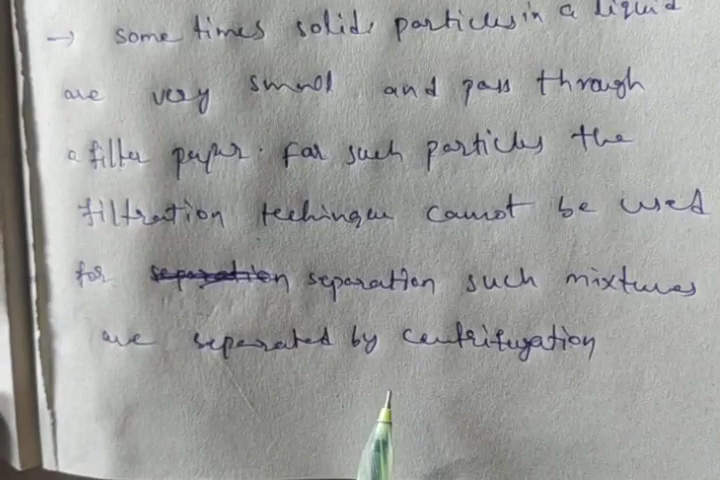 → some times solid particles in a liquid
are very small and pass through
a filter paper. For such particles the
filtration techinque cannot be used
for separation separation such mixtures
are separated by centrifugation